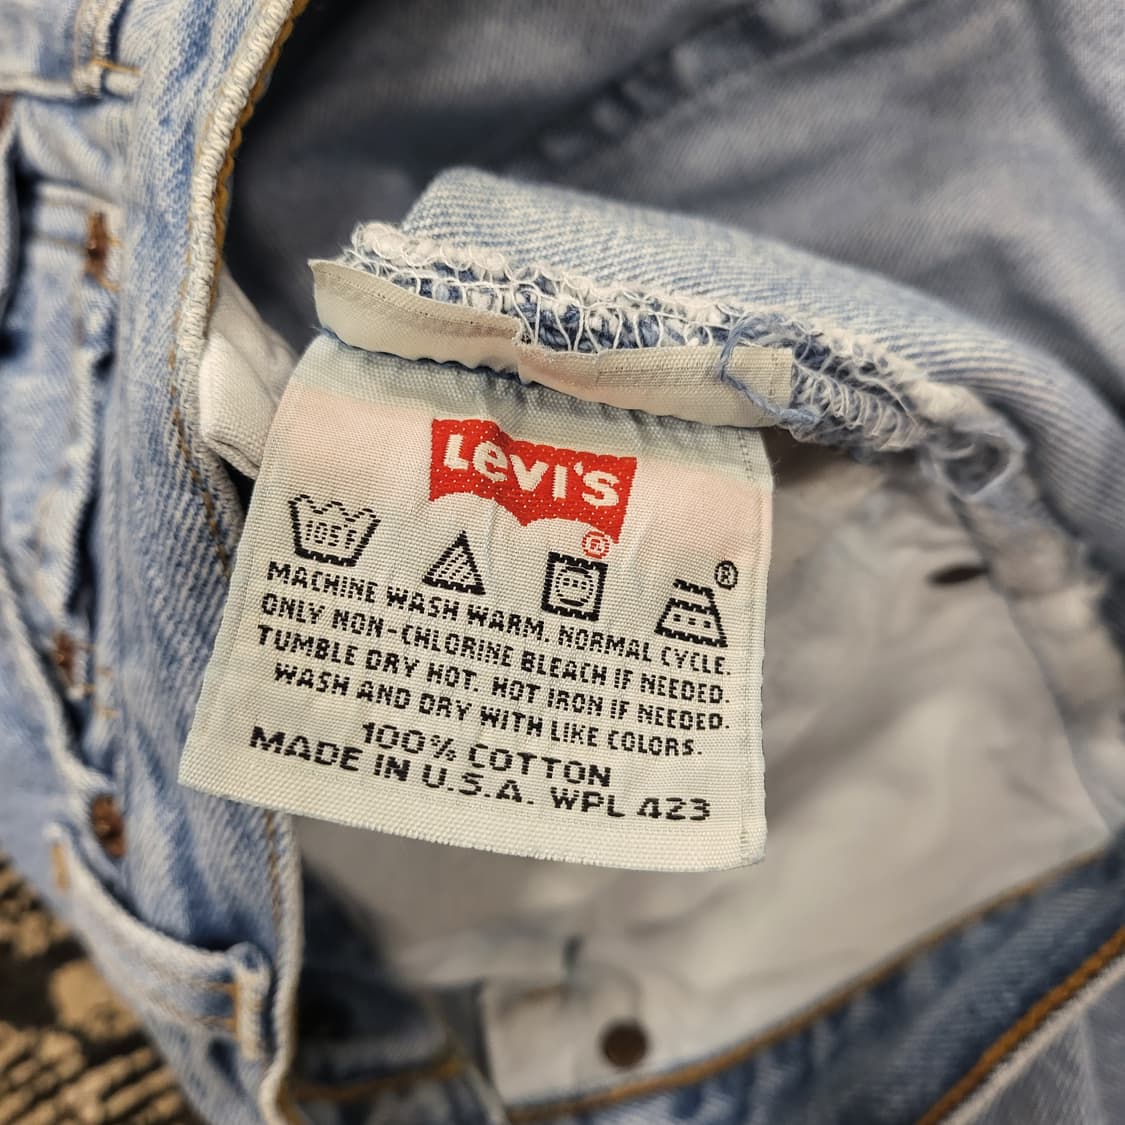 Levi's
®
105°F
®
MACHINE WASH WARM. NORMAL CYCLE.
ONLY NON-CHLORINE BLEACH IF NEEDED.
TUMBLE DRY HOT. HOT IRON IF NEEDED.
WASH AND DRY WITH LIKE COLORS.
100% COTTON
MADE IN U.S.A. WPL 423